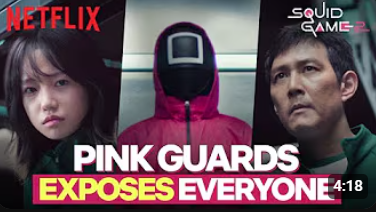 NETFLIX
SQUID
GAME 2
PINK GUARDS
EXPOSES EVERYONE
4:18